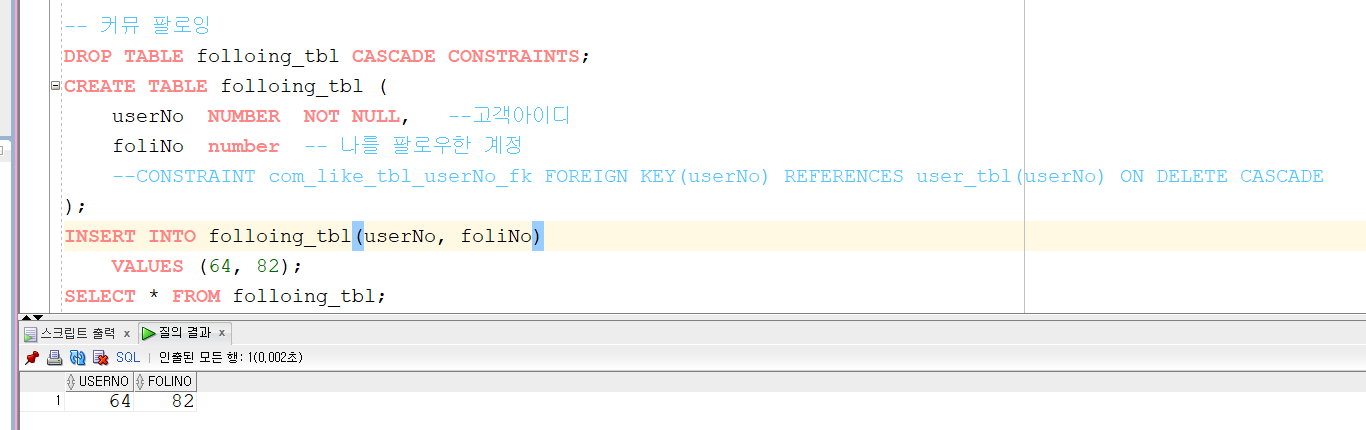 -- 커뮤 팔로잉
DROP TABLE folloing_tbl CASCADE CONSTRAINTS;
CREATE TABLE folloing_tbl (
userNo NUMBER NOT NULL, --고객아이디
foliNo number -- 나를 팔로우한 계정
--CONSTRAINT com_like_tbl_userNo_fk FOREIGN KEY(userNo) REFERENCES user_tbl(userNo) ON DELETE CASCADE
);
INSERT INTO folloing_tbl(userNo, foliNo)
VALUES (64, 82);
SELECT * FROM folloing_tbl;
스크립트 출력 x 질의 결과 x
SQL | 인출된 모든 행: 1(0,002초)
USERNO FOLINO
1 64 82